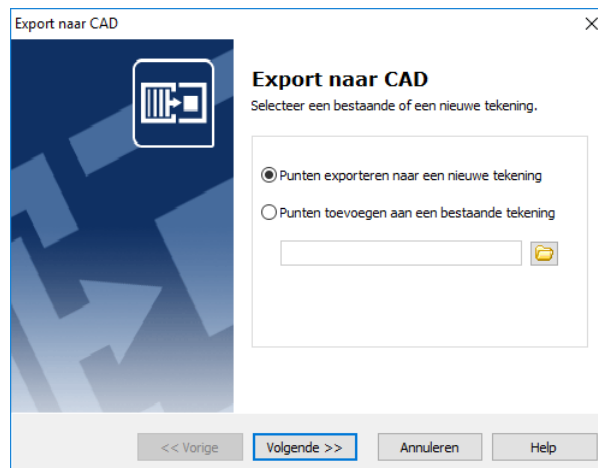 Export naar CAD
Export naar CAD
Selecteer een bestaande of een nieuwe tekening.
Punten exporteren naar een nieuwe tekening
Punten toevoegen aan een bestaande tekening
<< Vorige
Volgende >>
Annuleren
Help